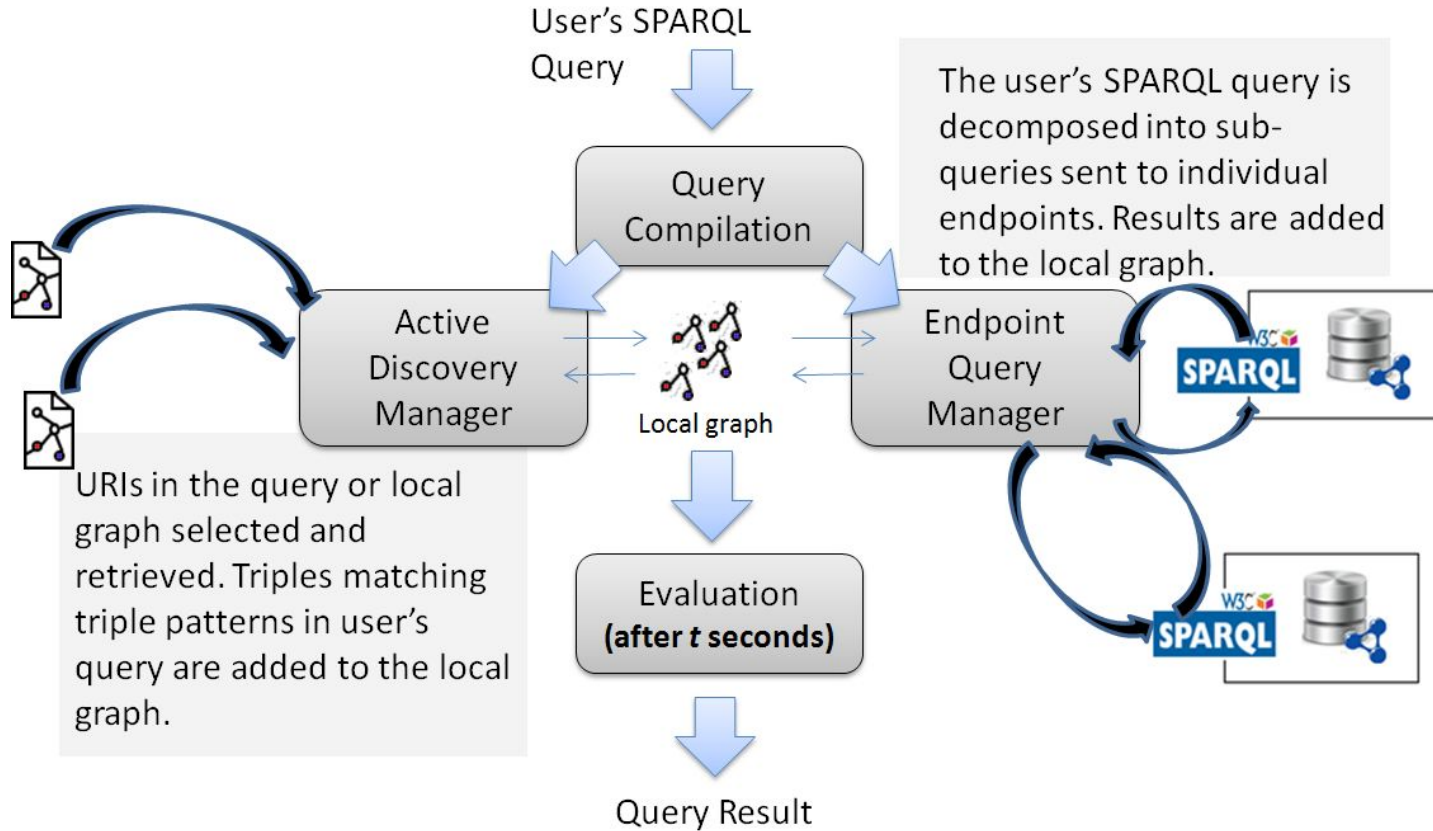 User's SPARQL
Query
The user's SPARQL query is
decomposed into sub-
queries sent to individual
endpoints. Results are added
to the local graph.
Query
Compilation
Active
Discovery
Manager
Local graph
Endpoint
Query
Manager
W3C
SPARQL
W3C
SPARQL
URIs in the query or local
graph selected and
retrieved. Triples matching
triple patterns in user's
query are added to the local
graph.
Evaluation
(after t seconds)
Query Result